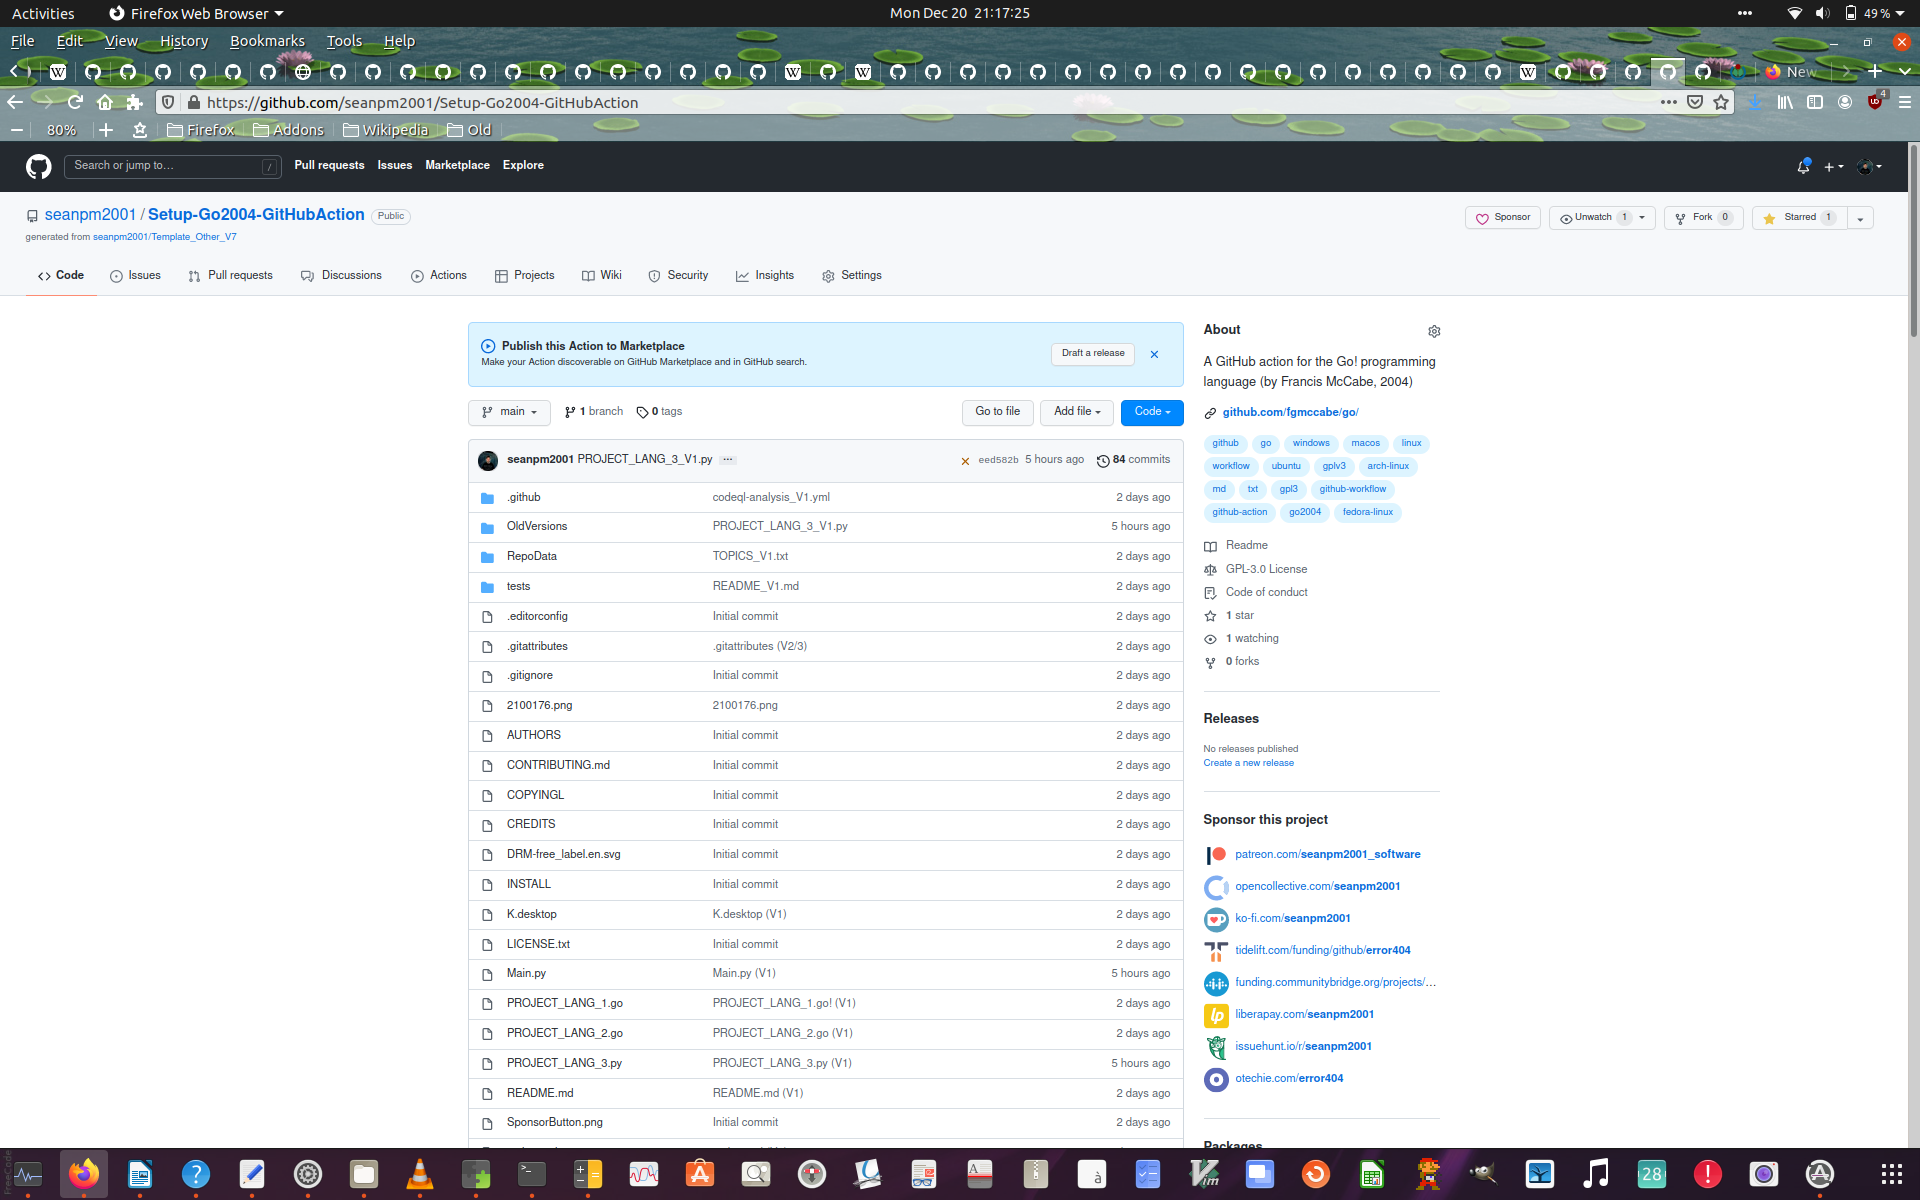 Activities
Firefox Web Browser
Mon Dec 20 21:17:25
49 %
File Edit View History Bookmarks Tools Help
New
https://github.com/seanpm2001/Setup-Go2004-GitHubAction
4
80%
Firefox
Addons
Wikipedia
Old
Search or jump to…
/
Pull requests Issues Marketplace Explore
seanpm2001 / Setup-Go2004-GitHubAction
Public
generated from seanpm2001/Template_Other_V7
Sponsor
Unwatch 1
Fork 0
Starred 1
Code
Issues
Pull requests
Discussions
Actions
Projects
Wiki
Security
Insights
Settings
Publish this Action to Marketplace
Make your Action discoverable on GitHub Marketplace and in GitHub search.
Draft a release
main
1 branch
0 tags
Go to file
Add file
Code
seanpm2001 PROJECT_LANG_3_V1.py
eed582b 5 hours ago
84 commits
.github codeql-analysis_V1.yml 2 days ago
OldVersions PROJECT_LANG_3_V1.py 5 hours ago
RepoData TOPICS_V1.txt 2 days ago
tests README_V1.md 2 days ago
.editorconfig Initial commit 2 days ago
.gitattributes .gitattributes (V2/3) 2 days ago
.gitignore Initial commit 2 days ago
2100176.png 2100176.png 2 days ago
AUTHORS Initial commit 2 days ago
CONTRIBUTING.md Initial commit 2 days ago
COPYINGL Initial commit 2 days ago
CREDITS Initial commit 2 days ago
DRM-free_label.en.svg Initial commit 2 days ago
INSTALL Initial commit 2 days ago
K.desktop K.desktop (V1) 2 days ago
LICENSE.txt Initial commit 2 days ago
Main.py Main.py (V1) 5 hours ago
PROJECT_LANG_1.go PROJECT_LANG_1.go! (V1) 2 days ago
PROJECT_LANG_2.go PROJECT_LANG_2.go (V1) 2 days ago
PROJECT_LANG_3.py PROJECT_LANG_3.py (V1) 5 hours ago
README.md README.md (V1) 2 days ago
SponsorButton.png Initial commit 2 days ago
About
A GitHub action for the Go! programming
language (by Francis McCabe, 2004)
github.com/fgmccabe/go/
github go windows macos linux
workflow ubuntu gplv3 arch-linux
md txt gpl3 github-workflow
github-action go2004 fedora-linux
Readme
GPL-3.0 License
Code of conduct
1 star
1 watching
0 forks
Releases
No releases published
Create a new release
Sponsor this project
patreon.com/seanpm2001_software
opencollective.com/seanpm2001
ko-fi.com/seanpm2001
tidelift.com/funding/github/error404
funding.communitybridge.org/projects/…
liberapay.com/seanpm2001
issuehunt.io/r/seanpm2001
otechie.com/error404
Packages
28